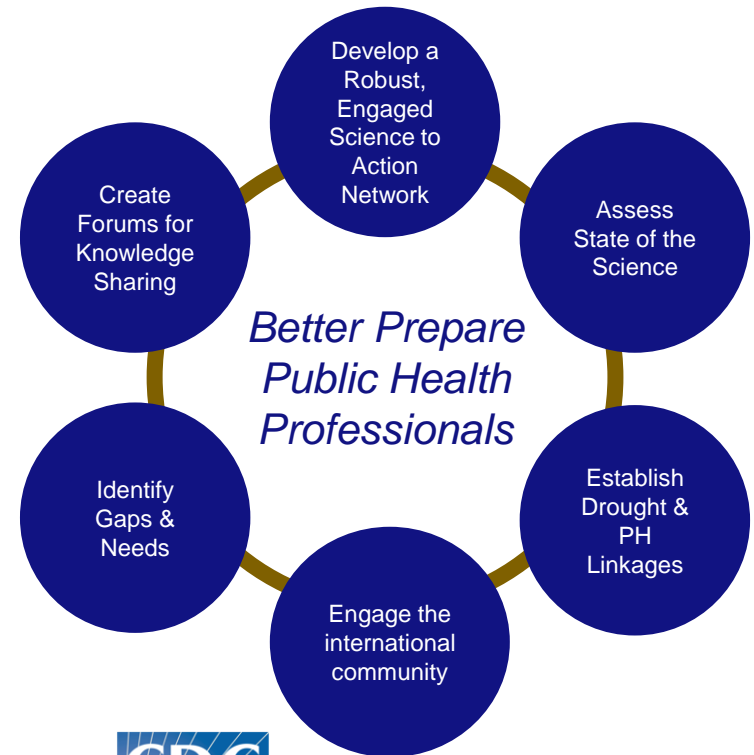 Develop a
Robust,
Engaged
Science to
Action
Network
Create
Forums for
Knowledge
Sharing
Assess
State of the
Science
Better Prepare
Public Health
Professionals
Identify
Gaps &
Needs
Establish
Drought &
PH
Linkages
Engage the
international
community
CDC